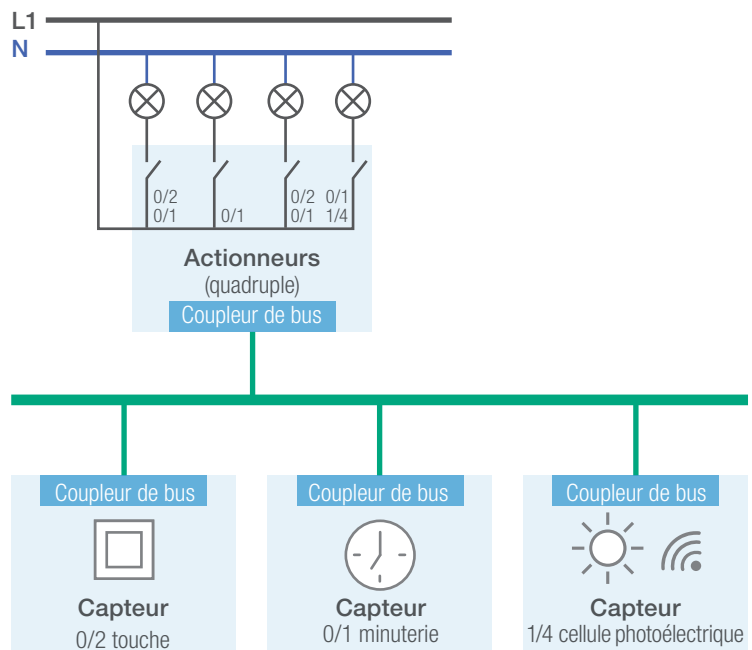 L1
N
0/2 0/2 0/1
0/1 0/1 0/1 1/4
Actionneurs
(quadruple)
Coupleur de bus
Coupleur de bus
Capteur
0/2 touche
Coupleur de bus
Capteur
0/1 minuterie
Coupleur de bus
Capteur
1/4 cellule photoélectrique